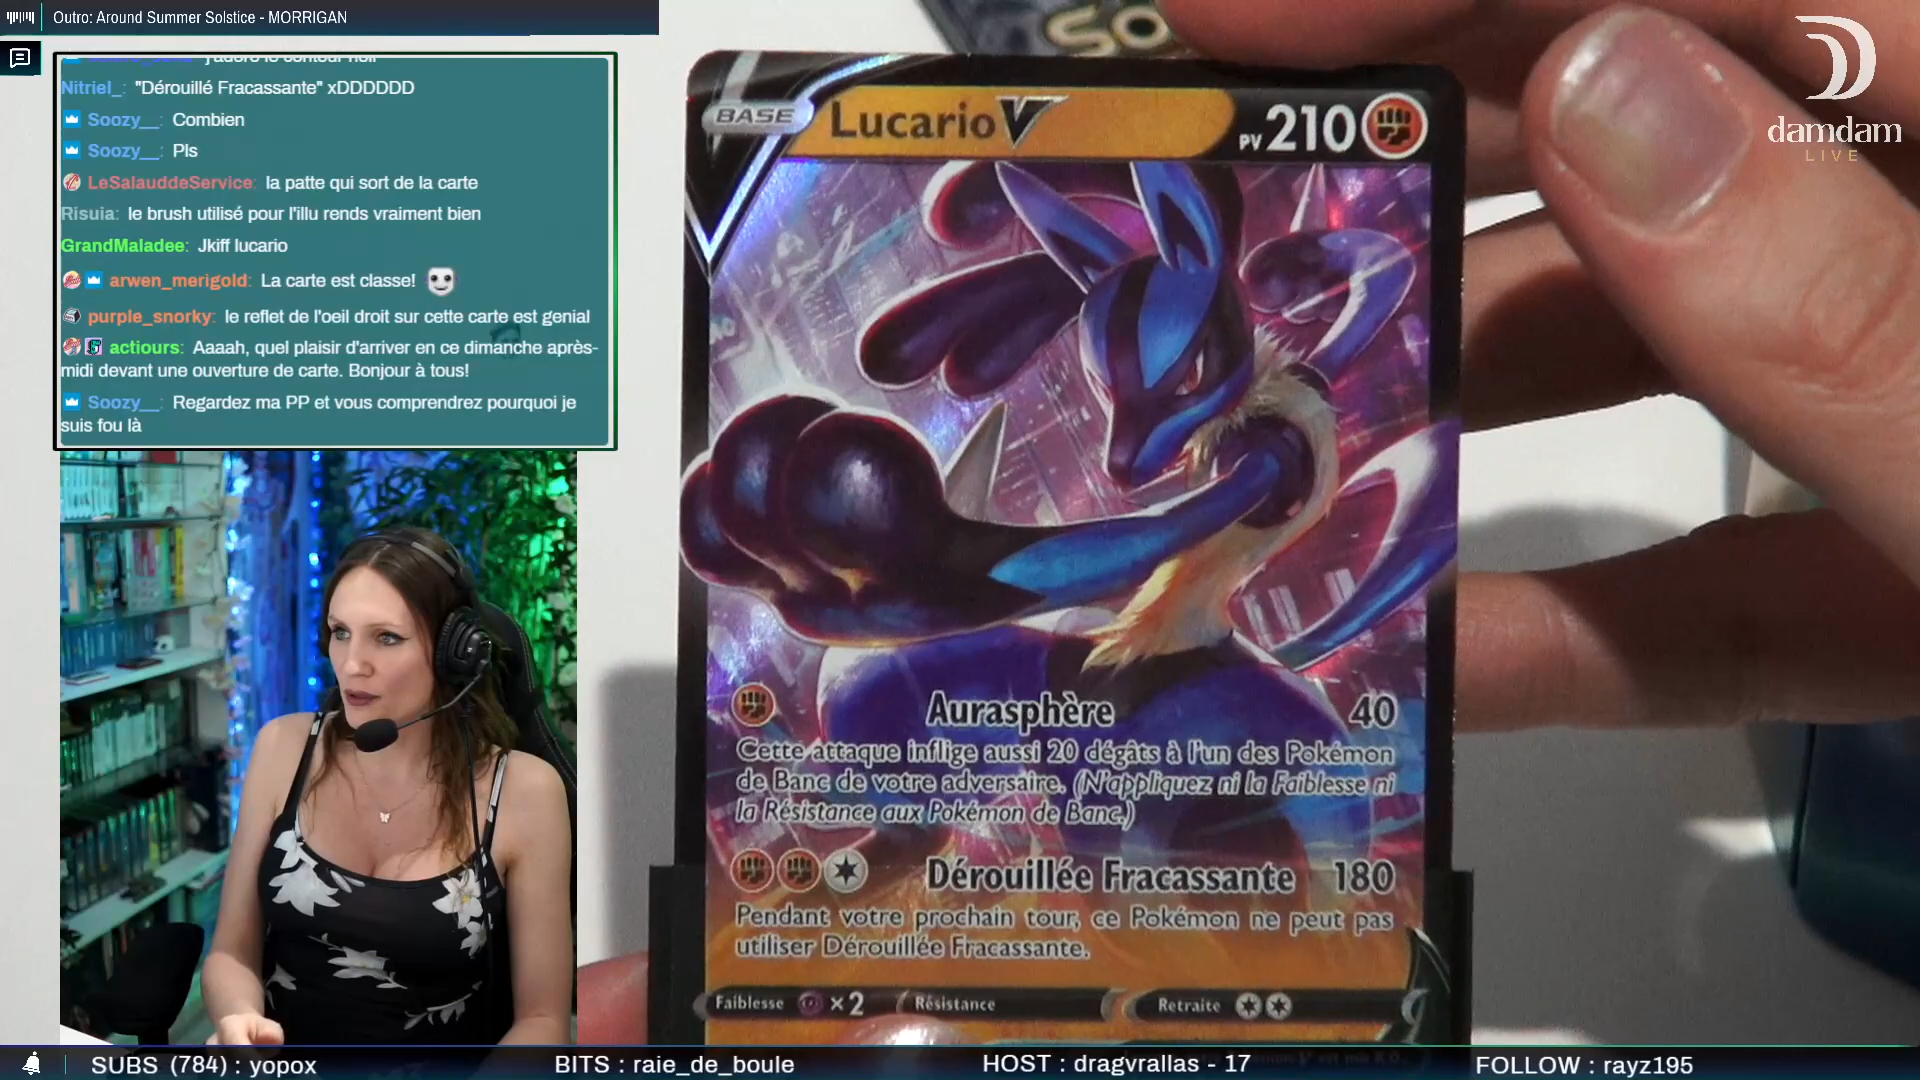 Outro: Around Summer Solstice - MORRIGAN
j'adore le contour noir
Nitriel_: "Dérouillé Fracassante" xDDDDDD
Soozy__: Combien
Soozy__: Pls
LeSalauddeService: la patte qui sort de la carte
Risuia: le brush utilisé pour l'illu rends vraiment bien
GrandMaladee: Jkiff lucario
arwen_merigold: La carte est classe!
purple_snorky: le reflet de l'oeil droit sur cette carte est genial
actiours: Aaaah, quel plaisir d'arriver en ce dimanche après-
midi devant une ouverture de carte. Bonjour à tous!
Soozy__: Regardez ma PP et vous comprendrez pourquoi je
suis fou là
SO
damdam
LIVE
BASE
Lucario V
PV 210
Aurasphère 40
Cette attaque inflige aussi 20 dégâts à l'un des Pokémon
de Banc de votre adversaire. (N'appliquez ni la Faiblesse ni
la Résistance aux Pokémon de Banc.)
Dérouillée Fracassante 180
Pendant votre prochain tour, ce Pokémon ne peut pas
utiliser Dérouillée Fracassante.
Faiblesse ×2 Résistance Retraite
SUBS (784) : yopox
BITS : raie_de_boule
HOST : dragvrallas - 17
FOLLOW : rayz195